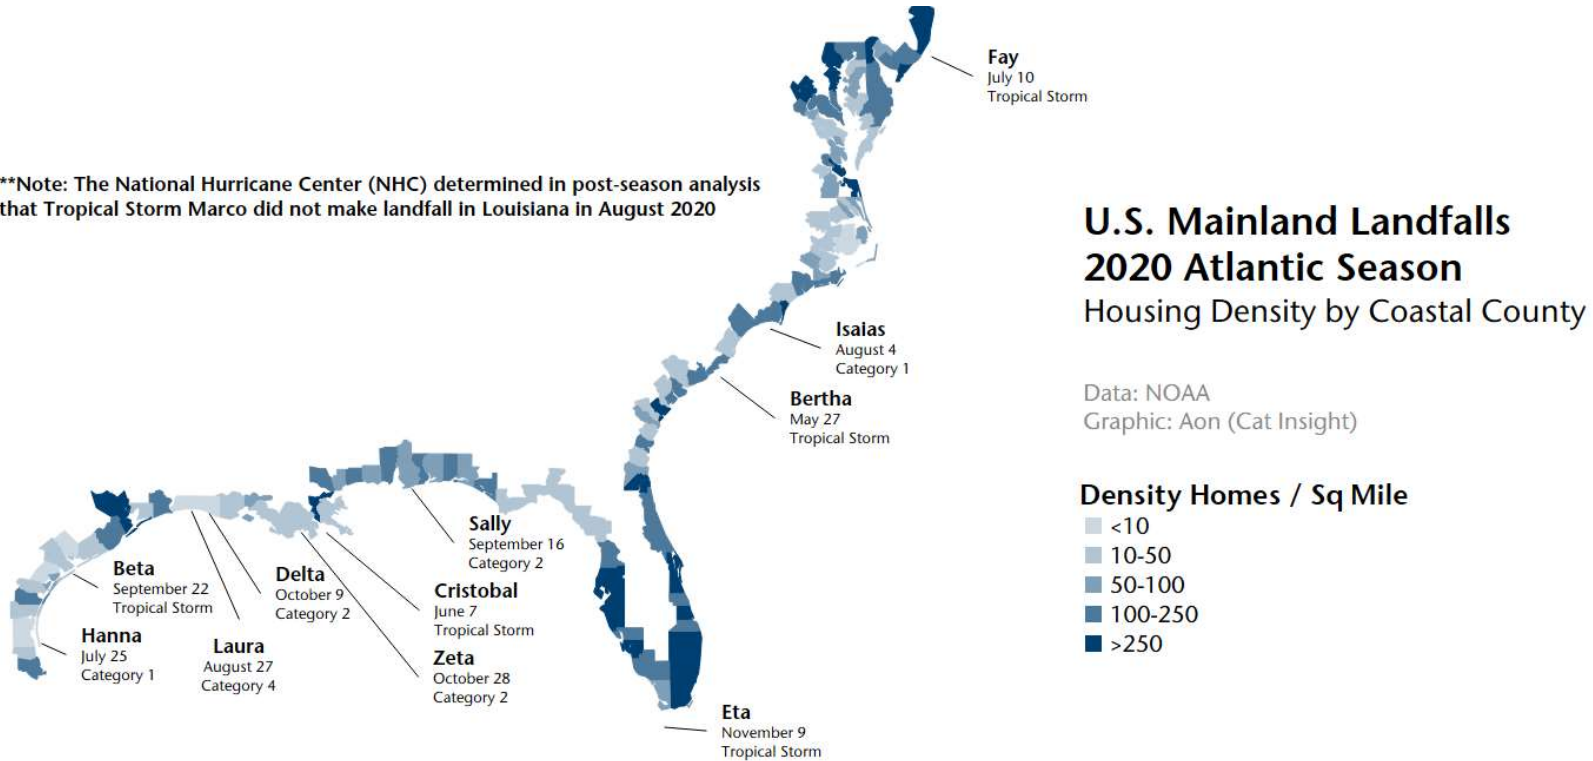 Fay
July 10
Tropical Storm
**Note: The National Hurricane Center (NHC) determined in post-season analysis
that Tropical Storm Marco did not make landfall in Louisiana in August 2020
U.S. Mainland Landfalls
2020 Atlantic Season
Housing Density by Coastal County
Isaias
August 4
Category 1
Bertha
May 27
Tropical Storm
Data: NOAA
Graphic: Aon (Cat Insight)
Density Homes / Sq Mile
<10
10-50
50-100
100-250
>250
Sally
September 16
Category 2
Beta
September 22
Tropical Storm
Delta
October 9
Category 2
Cristobal
June 7
Tropical Storm
Hanna
July 25
Category 1
Laura
August 27
Category 4
Zeta
October 28
Category 2
Eta
November 9
Tropical Storm